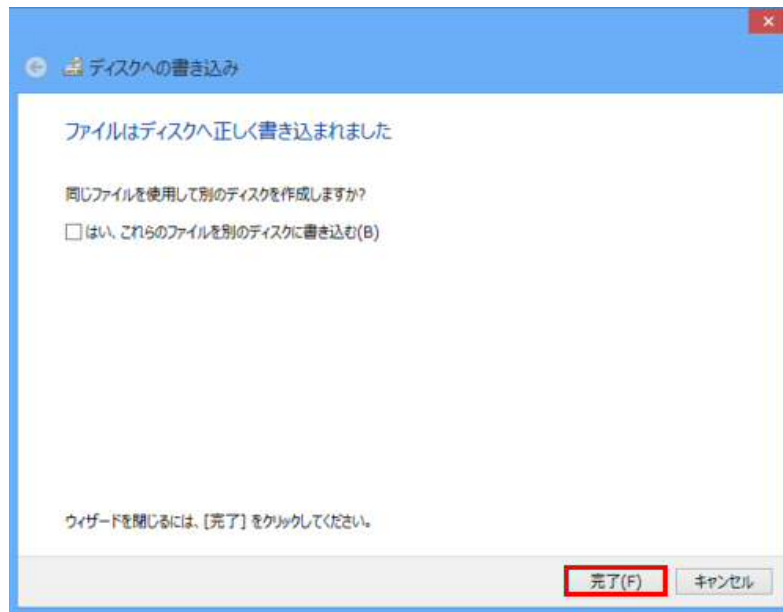 ディスクへの書き込み
ファイルはディスクへ正しく書き込まれました
同じファイルを使用して別のディスクを作成しますか?
はい、これらのファイルを別のディスクに書き込む(B)
ウィザードを閉じるには、[完了] をクリックしてください。
完了(F)
キャンセル